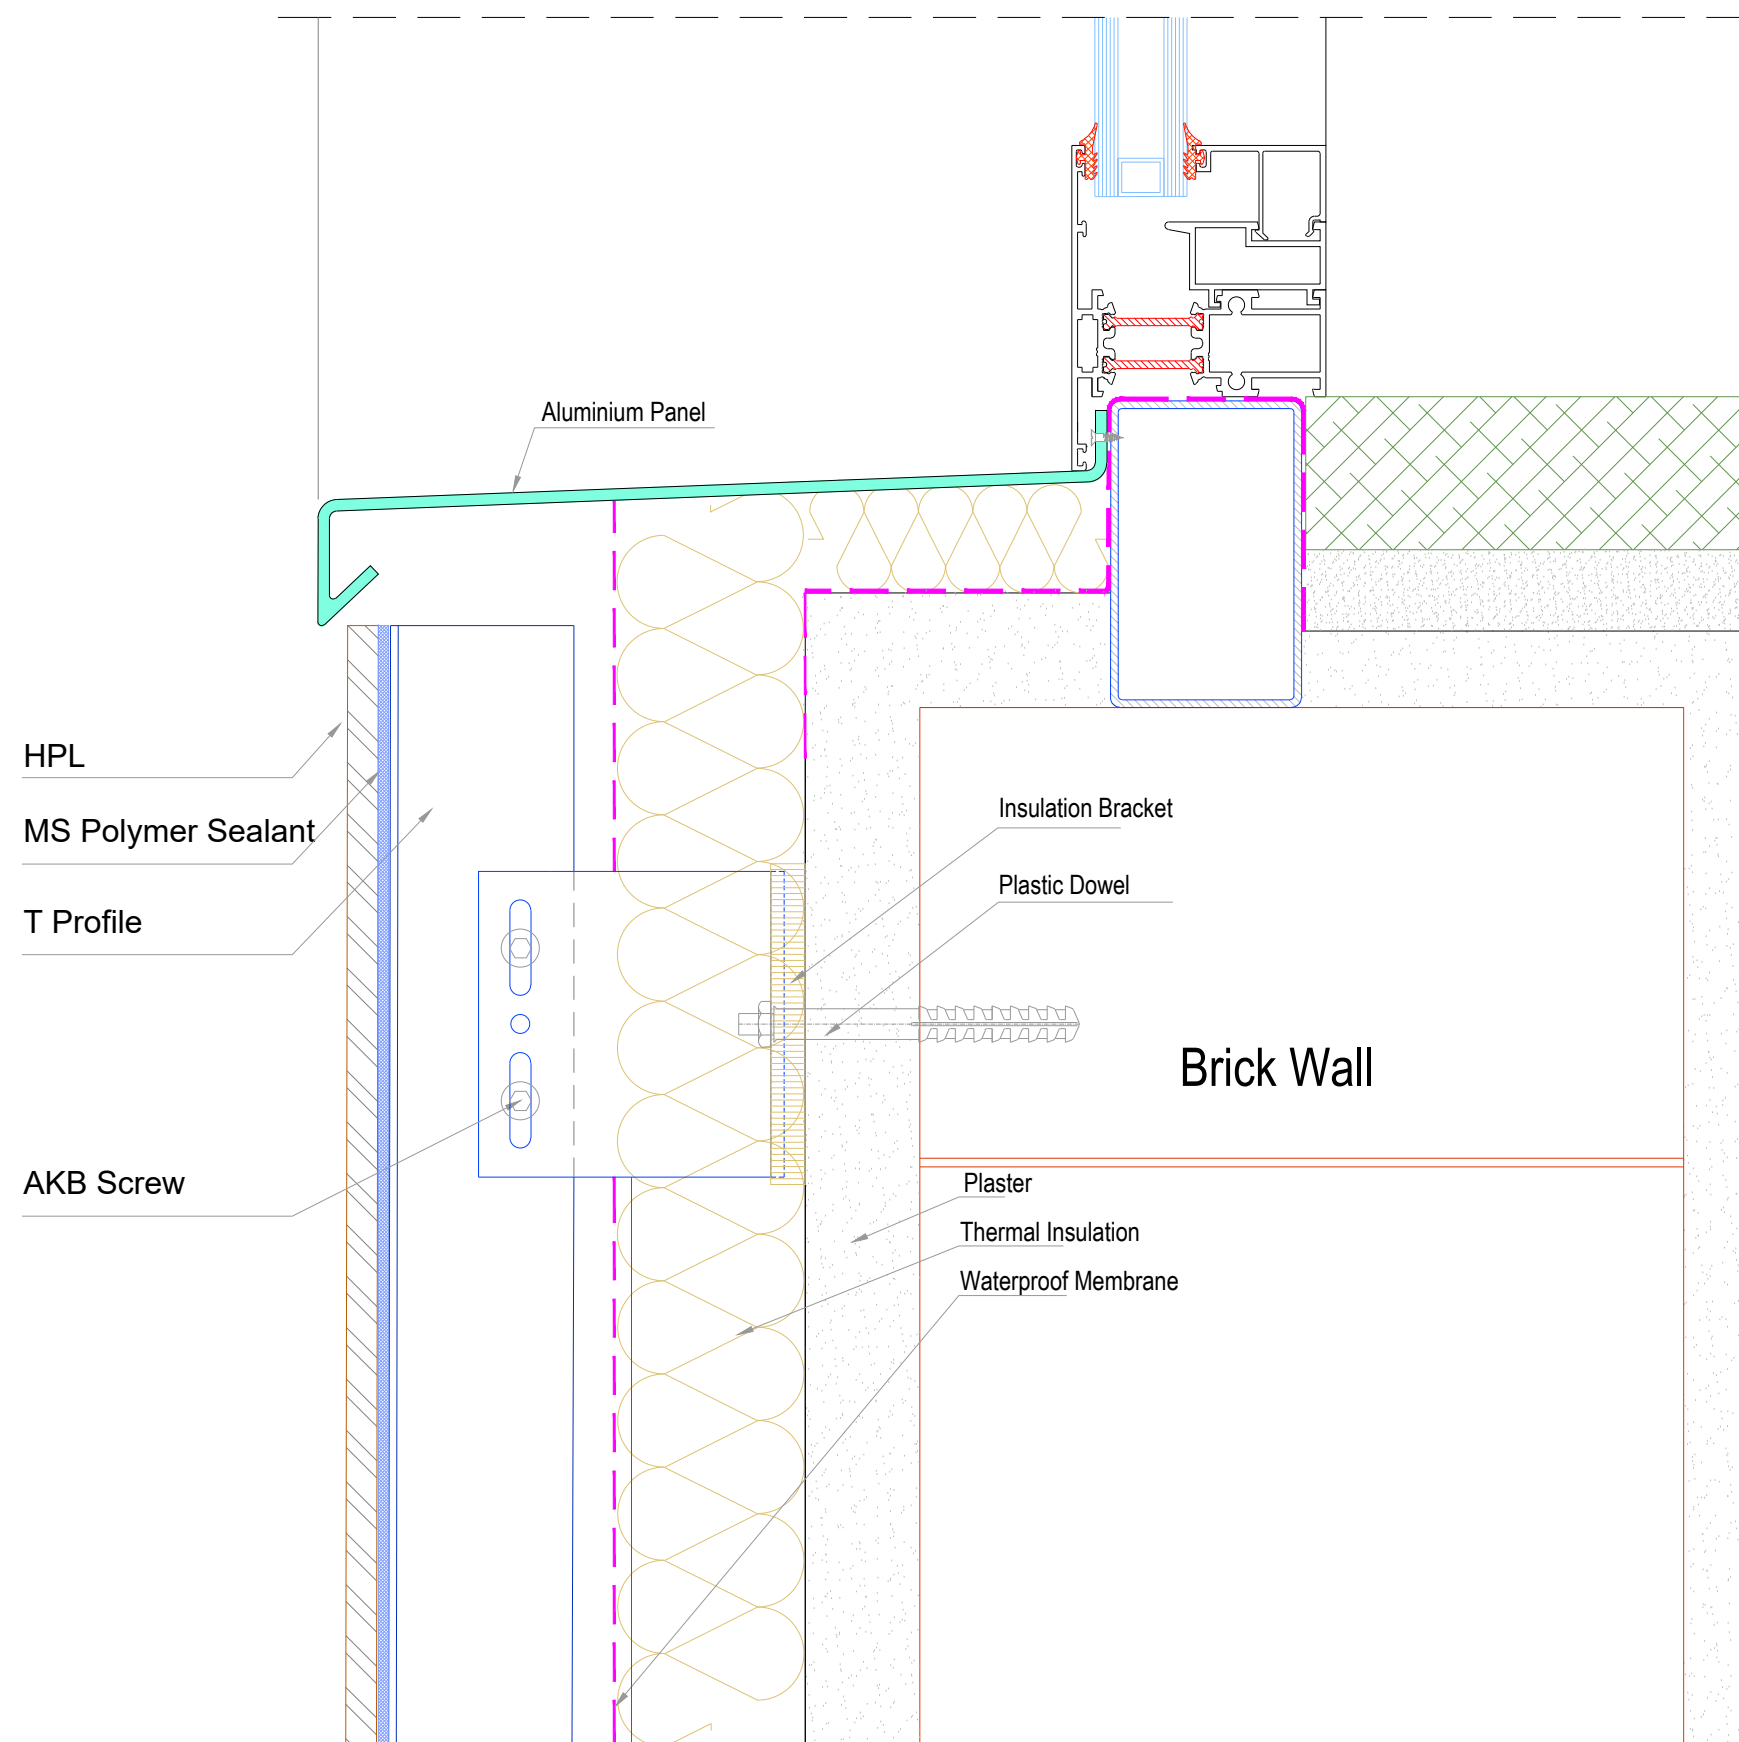 Aluminium Panel
HPL
MS Polymer Sealant
T Profile
Insulation Bracket
Plastic Dowel
Brick Wall
AKB Screw
Plaster
Thermal Insulation
Waterproof Membrane